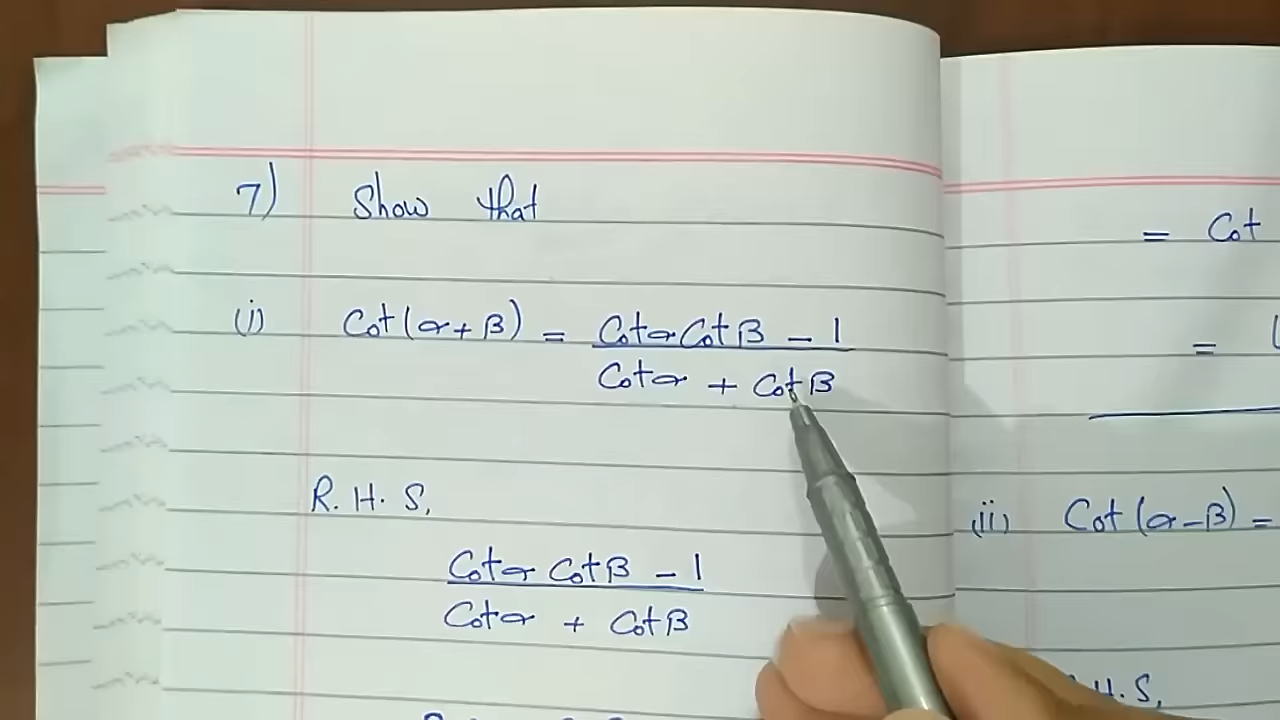 7) Show that
(i) Cot(α+β) = Cotα Cotβ - 1
Cotα + Cotβ
R.H.S,
Cotα Cotβ - 1
Cotα + Cotβ
= Cot
=
(ii) Cot(α-β) =
H.S,